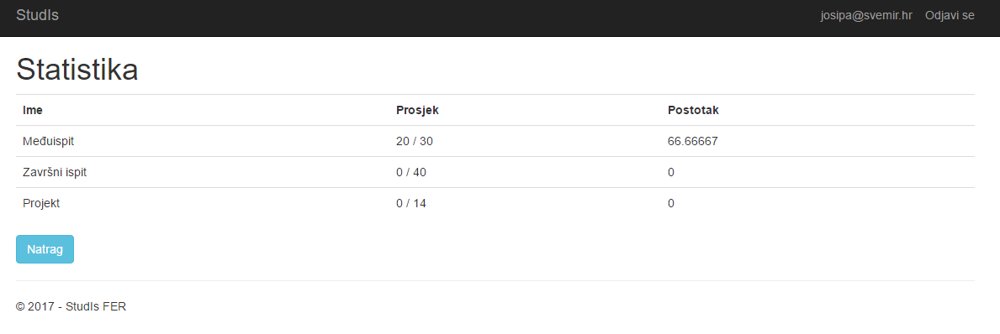 StudIs josipa@svemir.hr Odjavi se
Statistika
Ime Prosjek Postotak
Međuispit 20 / 30 66.66667
Završni ispit 0 / 40 0
Projekt 0 / 14 0
Natrag
© 2017 - StudIs FER